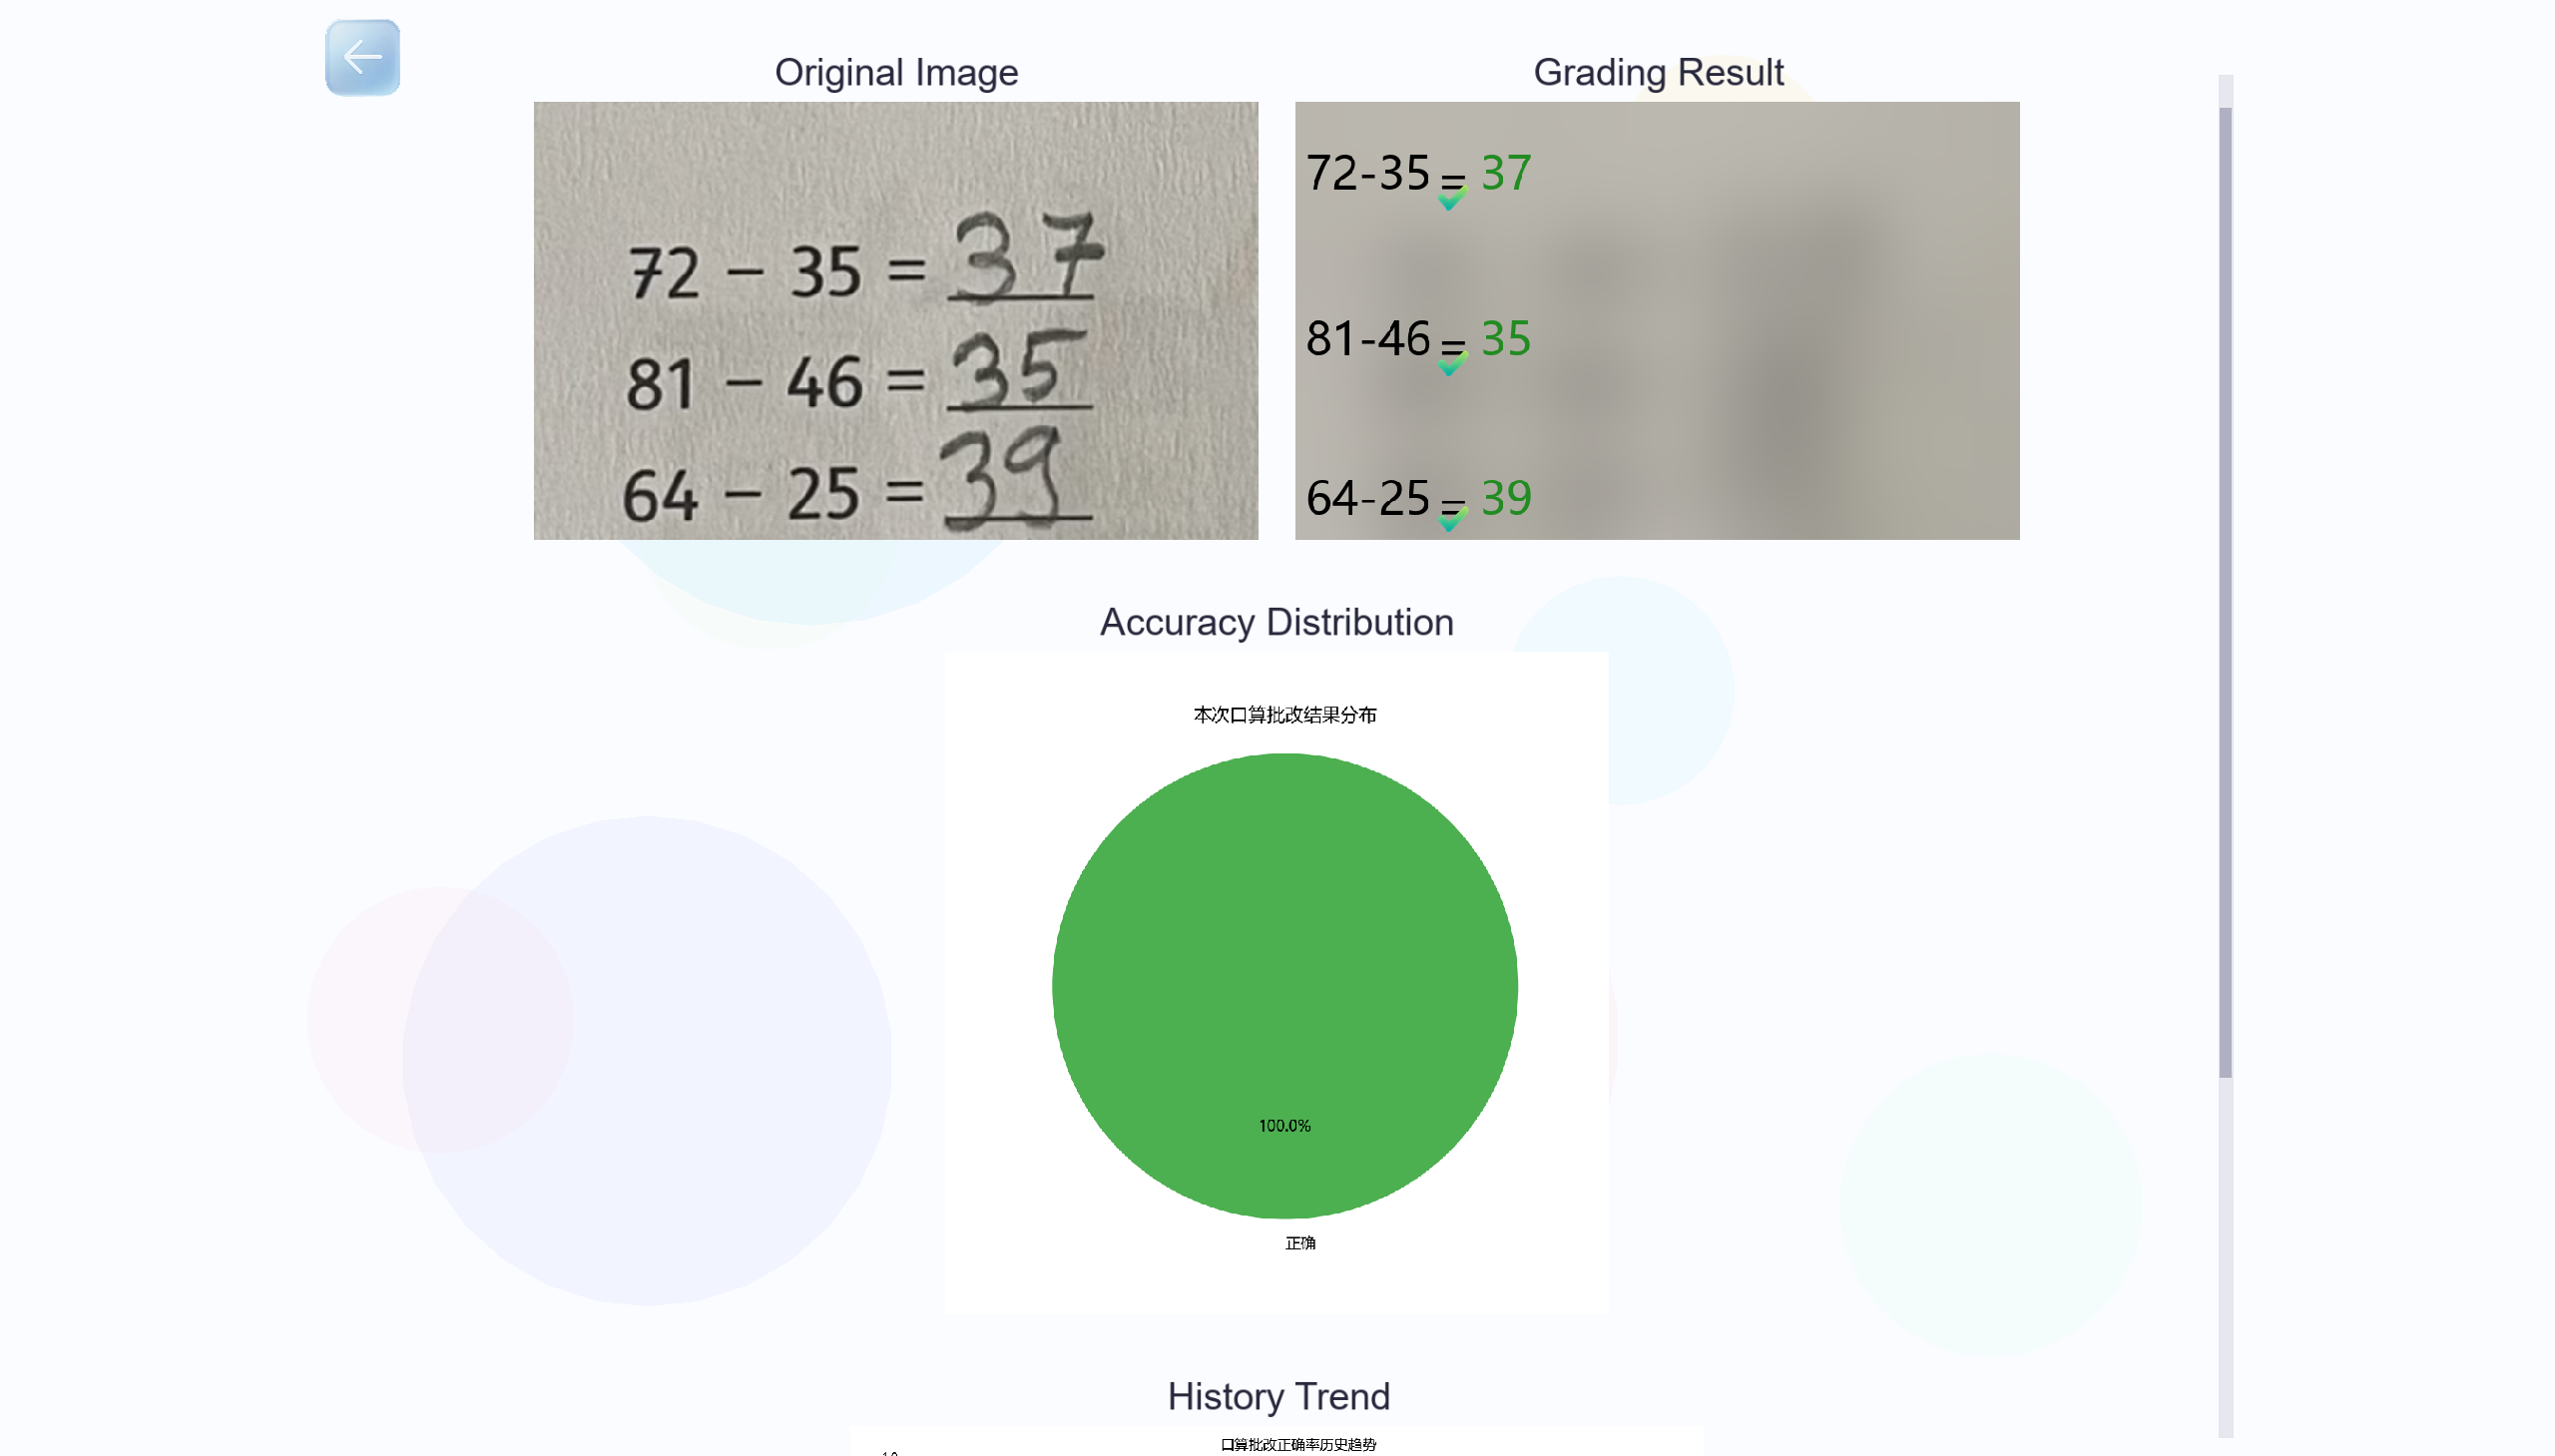 Original Image
Grading Result
72 − 35 = 37
81 − 46 = 35
64 − 25 = 39
72-35 = 37
81-46 = 35
64-25 = 39
Accuracy Distribution
本次口算批改结果分布
100.0%
正确
History Trend
口算批改正确率历史趋势